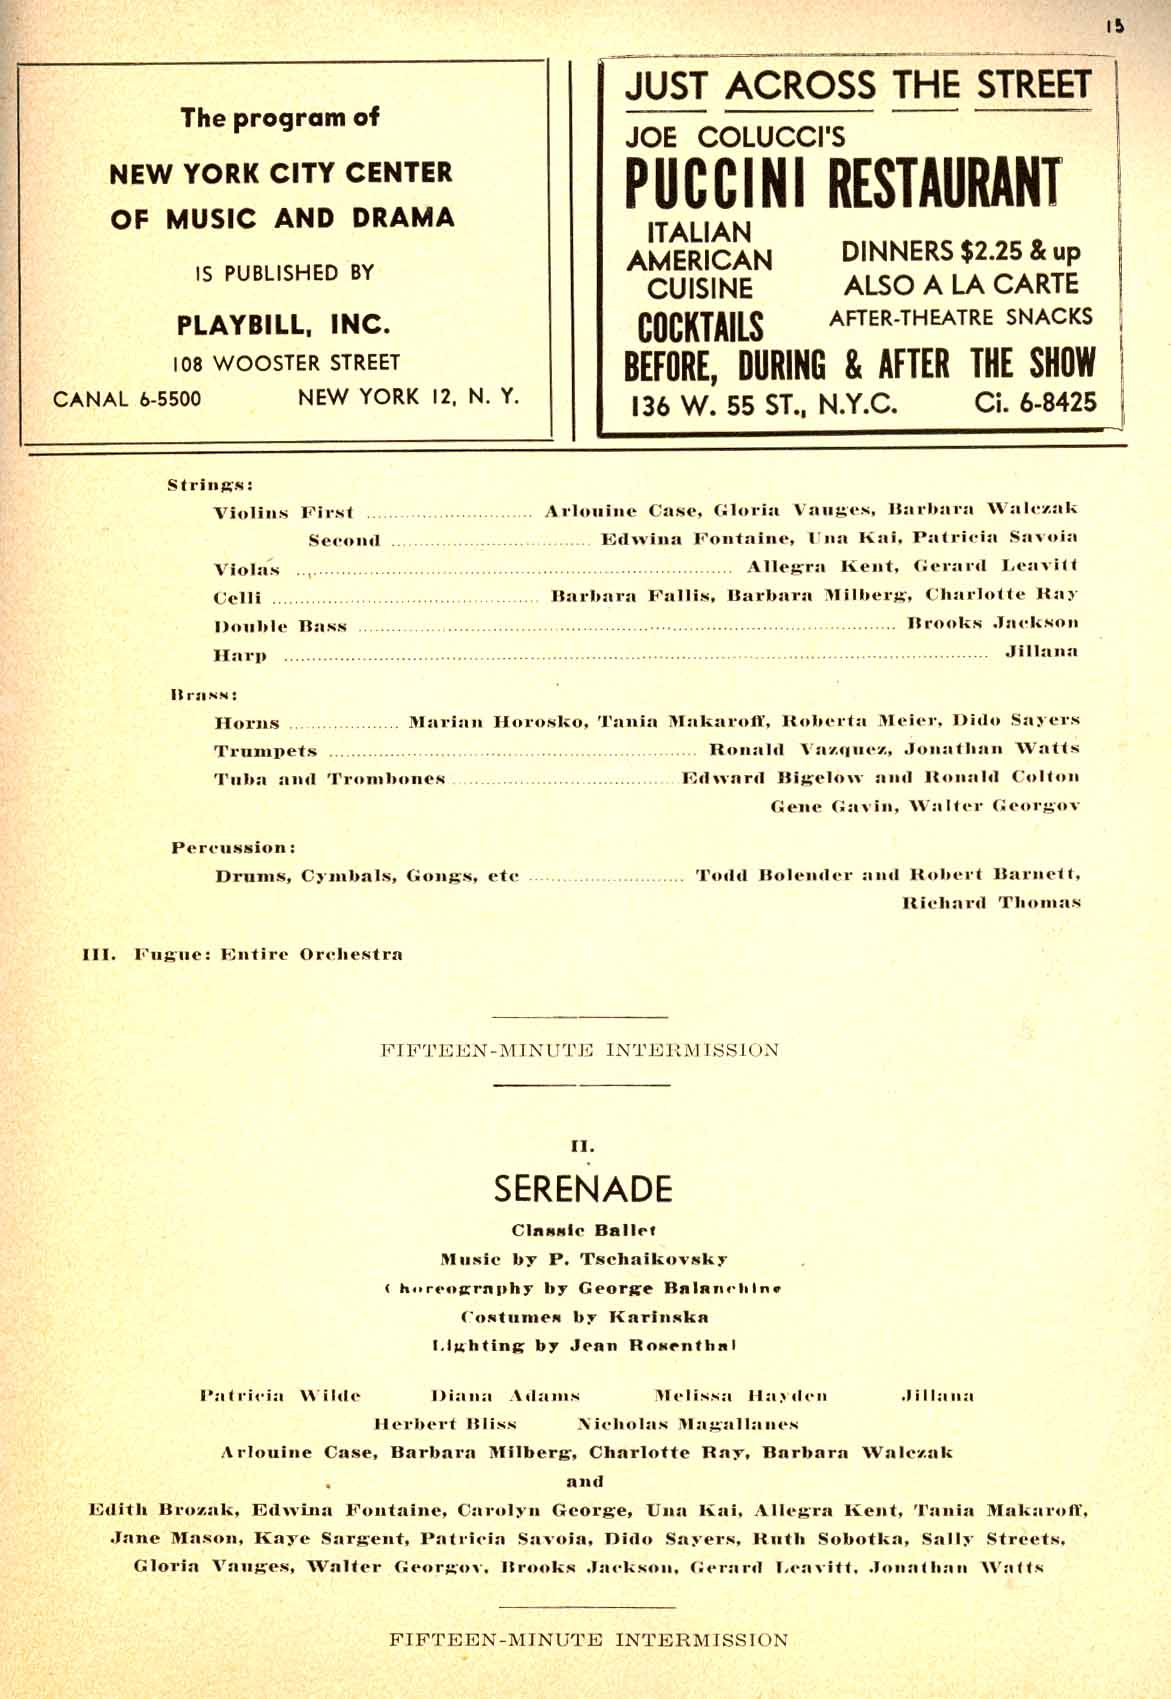 15
The program of
NEW YORK CITY CENTER
OF MUSIC AND DRAMA
IS PUBLISHED BY
PLAYBILL, INC.
108 WOOSTER STREET
CANAL 6-5500 NEW YORK 12, N. Y.
JUST ACROSS THE STREET
JOE COLUCCI'S
PUCCINI RESTAURANT
ITALIAN
AMERICAN
CUISINE
COCKTAILS
DINNERS $2.25 & up
ALSO A LA CARTE
AFTER-THEATRE SNACKS
BEFORE, DURING & AFTER THE SHOW
136 W. 55 ST., N.Y.C. Ci. 6-8425
Strings:
Violins First ............ Arlouine Case, Gloria Vauges, Barbara Walczak
Second ............ Edwina Fontaine, Una Kai, Patricia Savoia
Violas ............ Allegra Kent, Gerard Leavitt
Celli ............ Barbara Fallis, Barbara Milberg, Charlotte Ray
Double Bass ............ Brooks Jackson
Harp ............ Jillana
Brass:
Horns ............ Marian Horosko, Tania Makaroff, Roberta Meier, Dido Sayers
Trumpets ............ Ronald Vazquez, Jonathan Watts
Tuba and Trombones ............ Edward Bigelow and Ronald Colton
Gene Gavin, Walter Georgov
Percussion:
Drums, Cymbals, Gongs, etc ............ Todd Bolender and Robert Barnett,
Richard Thomas
III. Fugue: Entire Orchestra
FIFTEEN-MINUTE INTERMISSION
II.
SERENADE
Classic Ballet
Music by P. Tschaikovsky
Choreography by George Balanchine
Costumes by Karinska
Lighting by Jean Rosenthal
Patricia Wilde Diana Adams Melissa Hayden Jillana
Herbert Bliss Nicholas Magallanes
Arlouine Case, Barbara Milberg, Charlotte Ray, Barbara Walczak
and
Edith Brozak, Edwina Fontaine, Carolyn George, Una Kai, Allegra Kent, Tania Makaroff,
Jane Mason, Kaye Sargent, Patricia Savoia, Dido Sayers, Ruth Sobotka, Sally Streets,
Gloria Vauges, Walter Georgov, Brooks Jackson, Gerard Leavitt, Jonathan Watts
FIFTEEN-MINUTE INTERMISSION